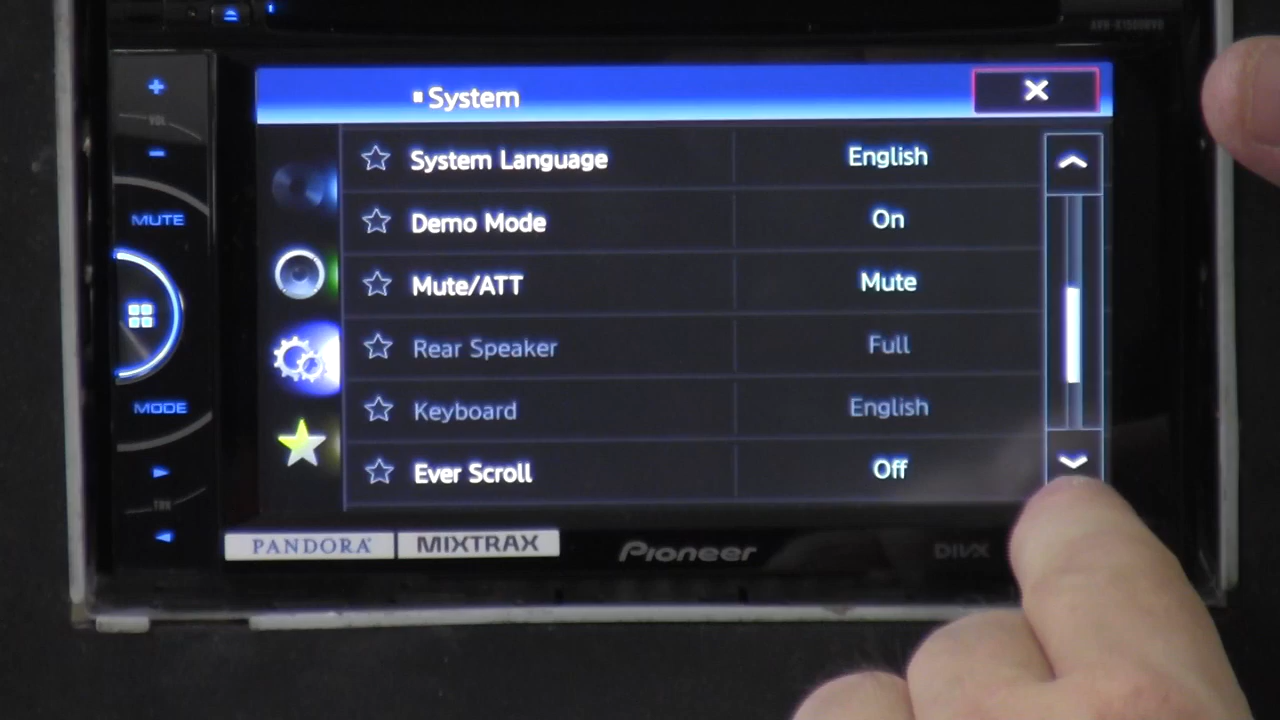 VOL
MUTE
MODE
TRK
System
System Language English
Demo Mode On
Mute/ATT Mute
Rear Speaker Full
Keyboard English
Ever Scroll Off
PANDORA MIXTRAX Pioneer DIVX